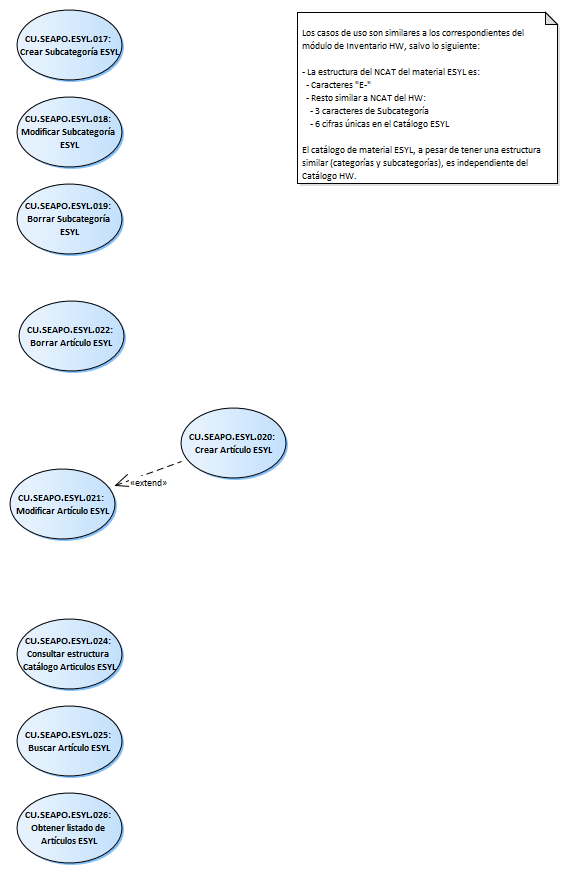 CU.SEAPO.ESYL.017:
Crear Subcategoría ESYL
CU.SEAPO.ESYL.018:
Modificar Subcategoría
ESYL
CU.SEAPO.ESYL.019:
Borrar Subcategoría
ESYL
Los casos de uso son similares a los correspondientes del
módulo de Inventario HW, salvo lo siguiente:
- La estructura del NCAT del material ESYL es:
- Caracteres "E-"
- Resto similar a NCAT del HW:
- 3 caracteres de Subcategoría
- 6 cifras únicas en el Catálogo ESYL
El catálogo de material ESYL, a pesar de tener una estructura
similar (categorías y subcategorías), es independiente del
Catálogo HW.
CU.SEAPO.ESYL.022:
Borrar Artículo ESYL
CU.SEAPO.ESYL.020:
Crear Artículo ESYL
«extend»
CU.SEAPO.ESYL.021:
Modificar Artículo ESYL
CU.SEAPO.ESYL.024:
Consultar estructura
Catálogo Articulos ESYL
CU.SEAPO.ESYL.025:
Buscar Artículo ESYL
CU.SEAPO.ESYL.026:
Obtener listado de
Artículos ESYL